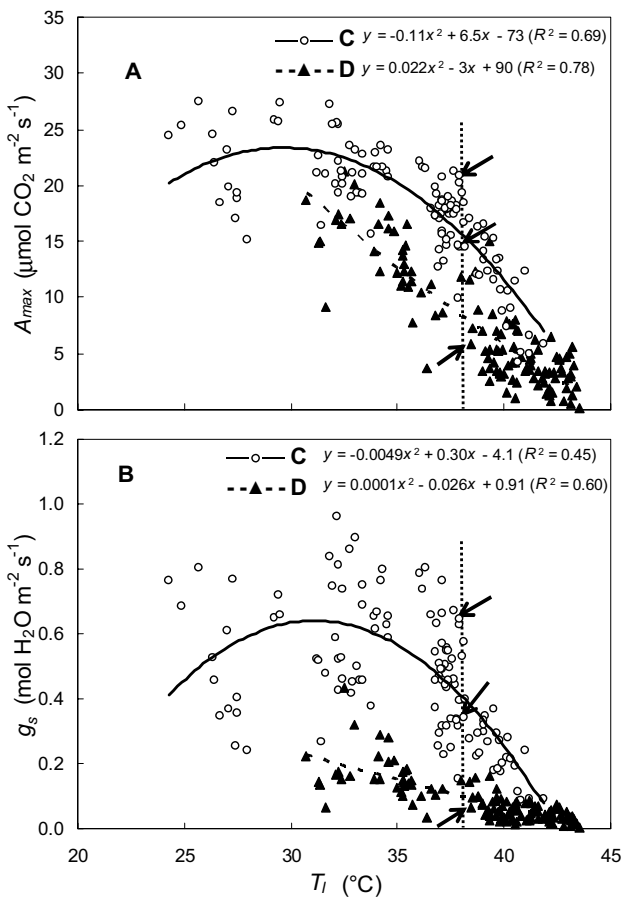 C y = -0.11x² + 6.5x - 73 (R² = 0.69)
D y = 0.022x² - 3x + 90 (R² = 0.78)
A
35
30
25
20
15
10
5
0
Amax (µmol CO₂ m⁻² s⁻¹)
C y = -0.0049x² + 0.30x - 4.1 (R² = 0.45)
D y = 0.0001x² - 0.026x + 0.91 (R² = 0.60)
B
1.2
1.0
0.8
0.6
0.4
0.2
0.0
gs (mol H₂O m⁻² s⁻¹)
20 25 30 35 40 45
Tl (°C)